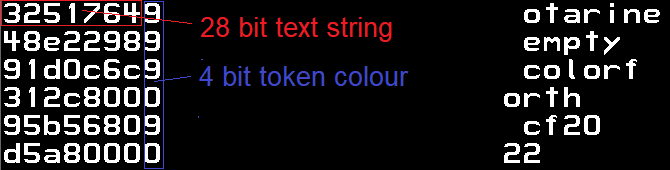 32517649 otarine
28 bit text string
48e22989 empty
91d0c6c9 colorf
4 bit token colour
312c8000 orth
95b56809 cf20
d5a80000 22